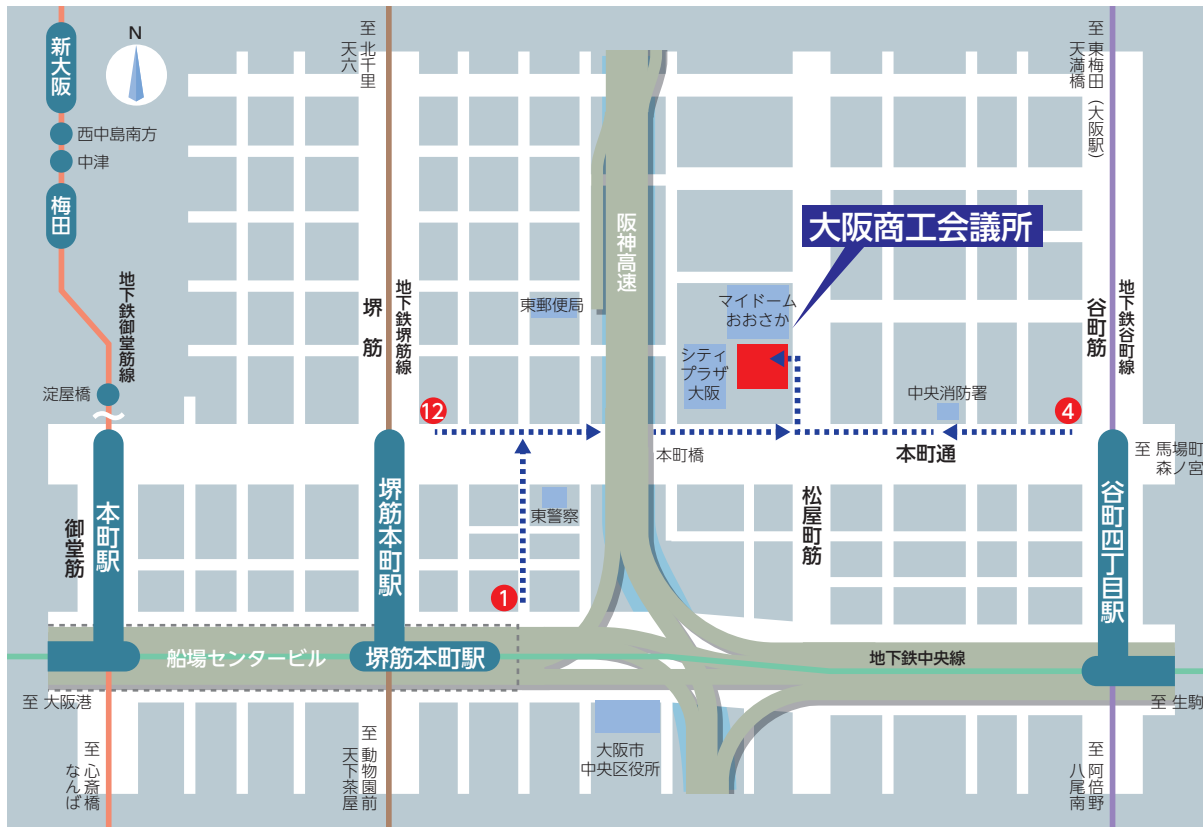 新大阪
西中島南方
中津
梅田
N
地下鉄御堂筋線
淀屋橋
至 北千里
天六
地下鉄堺筋線
堺筋
至 東梅田（大阪駅）
天満橋
地下鉄谷町線
谷町筋
阪神高速
大阪商工会議所
マイドーム
おおさか
シティ
プラザ
大阪
東郵便局
中央消防署
12
4
本町橋
本町通
至 馬場町
森ノ宮
本町駅
御堂筋
堺筋本町駅
東警察
松屋町筋
谷町四丁目駅
1
船場センタービル
堺筋本町駅
地下鉄中央線
至 大阪港
至 生駒
至 心斎橋
なんば
至 動物園前
天下茶屋
大阪市
中央区役所
至 阿倍野
八尾南